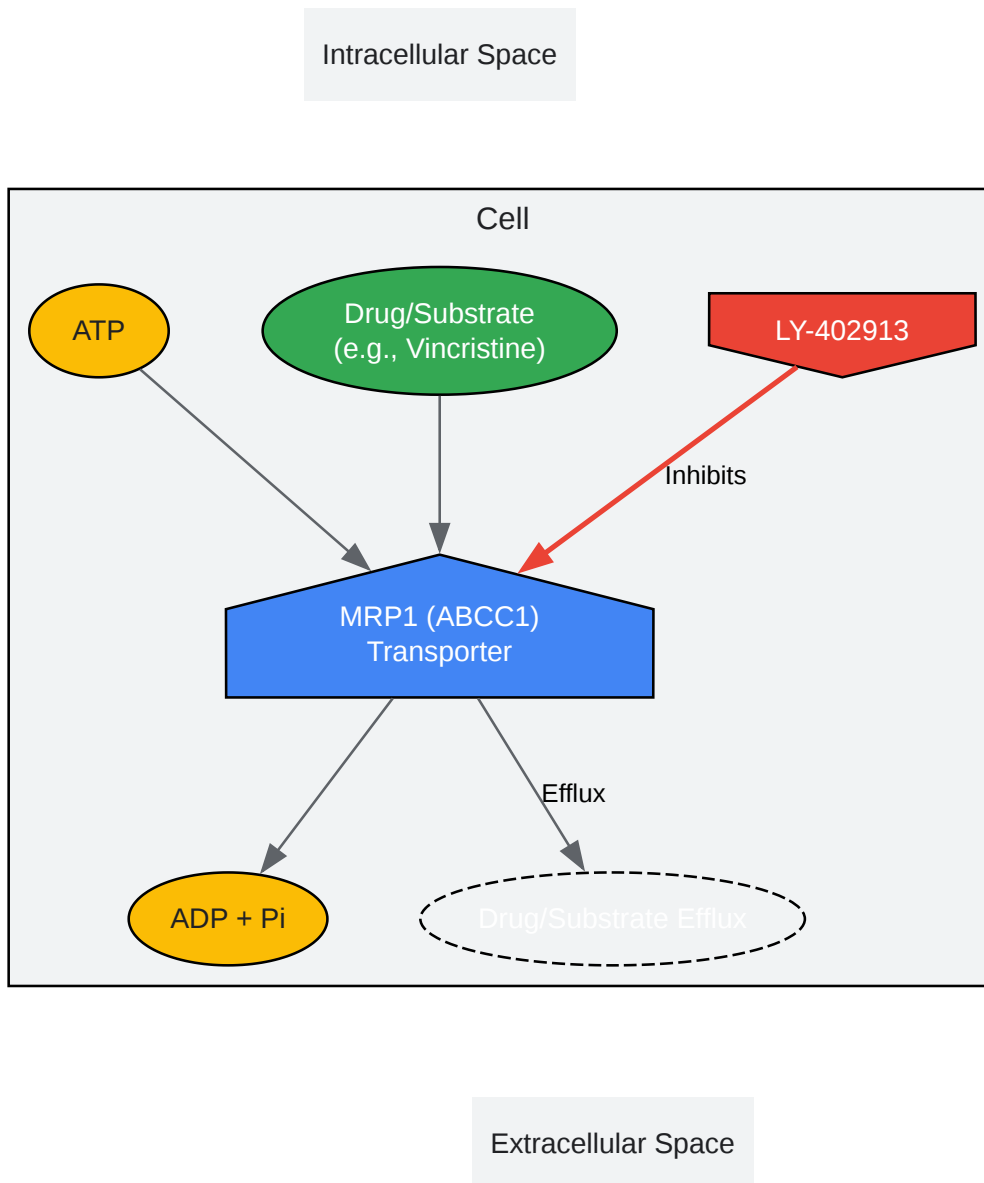 Intracellular Space
Cell
ATP
Drug/Substrate
(e.g., Vincristine)
LY-402913
Inhibits
MRP1 (ABCC1)
Transporter
Efflux
ADP + Pi
Drug/Substrate Efflux
Extracellular Space